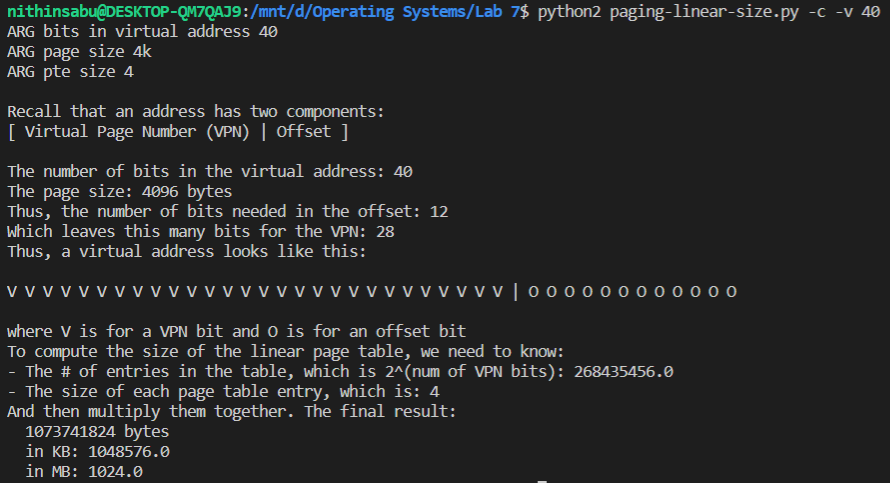 nithinsabu@DESKTOP-QM7QAJ9:/mnt/d/Operating Systems/Lab 7$ python2 paging-linear-size.py -c -v 40
ARG bits in virtual address 40
ARG page size 4k
ARG pte size 4
Recall that an address has two components:
[ Virtual Page Number (VPN) | Offset ]
The number of bits in the virtual address: 40
The page size: 4096 bytes
Thus, the number of bits needed in the offset: 12
Which leaves this many bits for the VPN: 28
Thus, a virtual address looks like this:
V V V V V V V V V V V V V V V V V V V V V V V V V V V V | O O O O O O O O O O O O
where V is for a VPN bit and O is for an offset bit
To compute the size of the linear page table, we need to know:
- The # of entries in the table, which is 2^(num of VPN bits): 268435456.0
- The size of each page table entry, which is: 4
And then multiply them together. The final result:
1073741824 bytes
in KB: 1048576.0
in MB: 1024.0